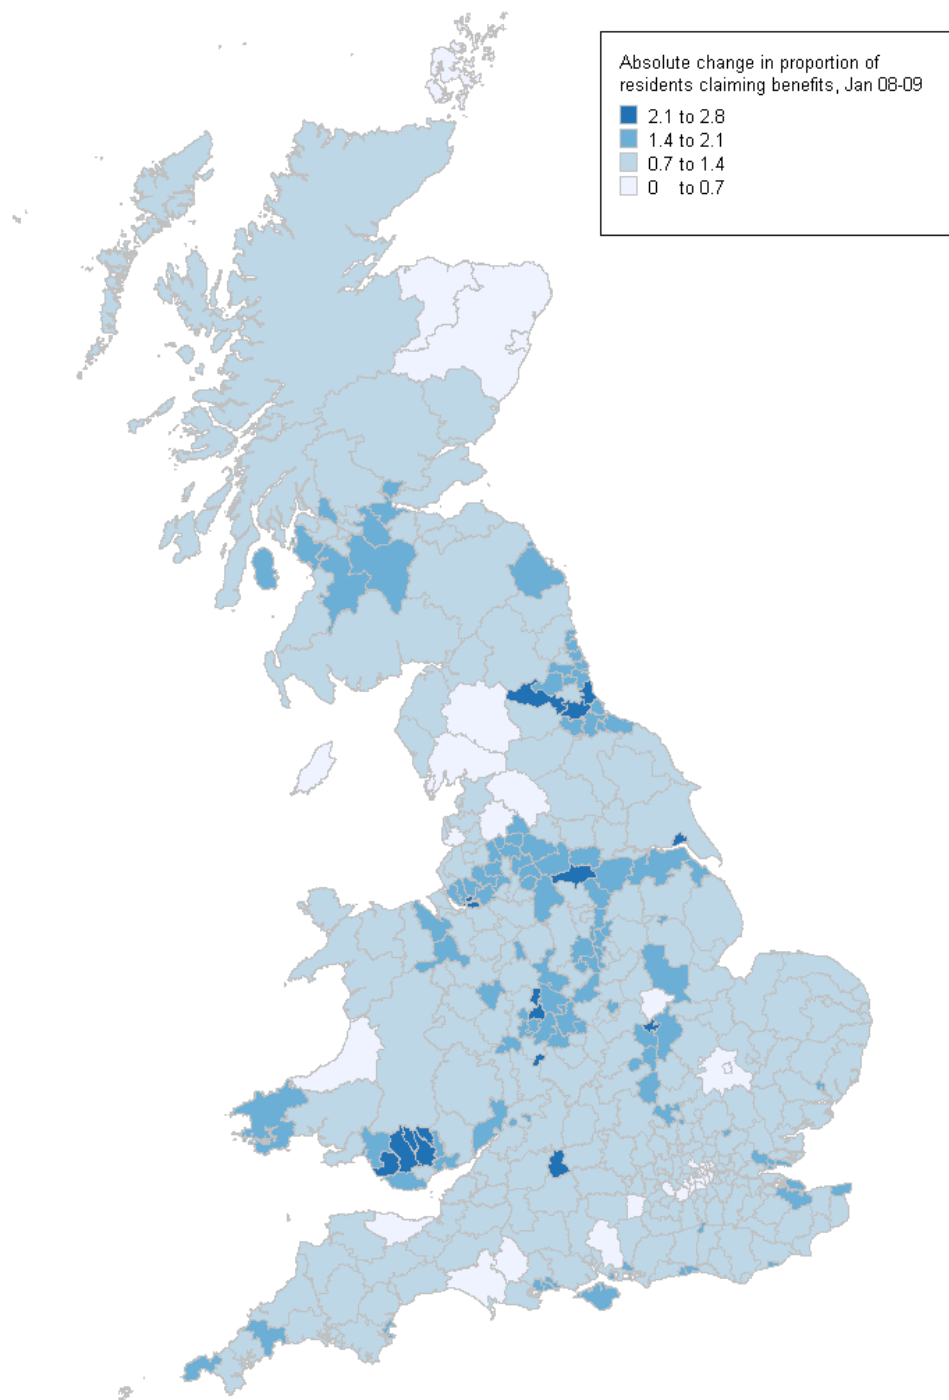 Absolute change in proportion of
residents claiming benefits, Jan 08-09
2.1 to 2.8
1.4 to 2.1
0.7 to 1.4
0 to 0.7